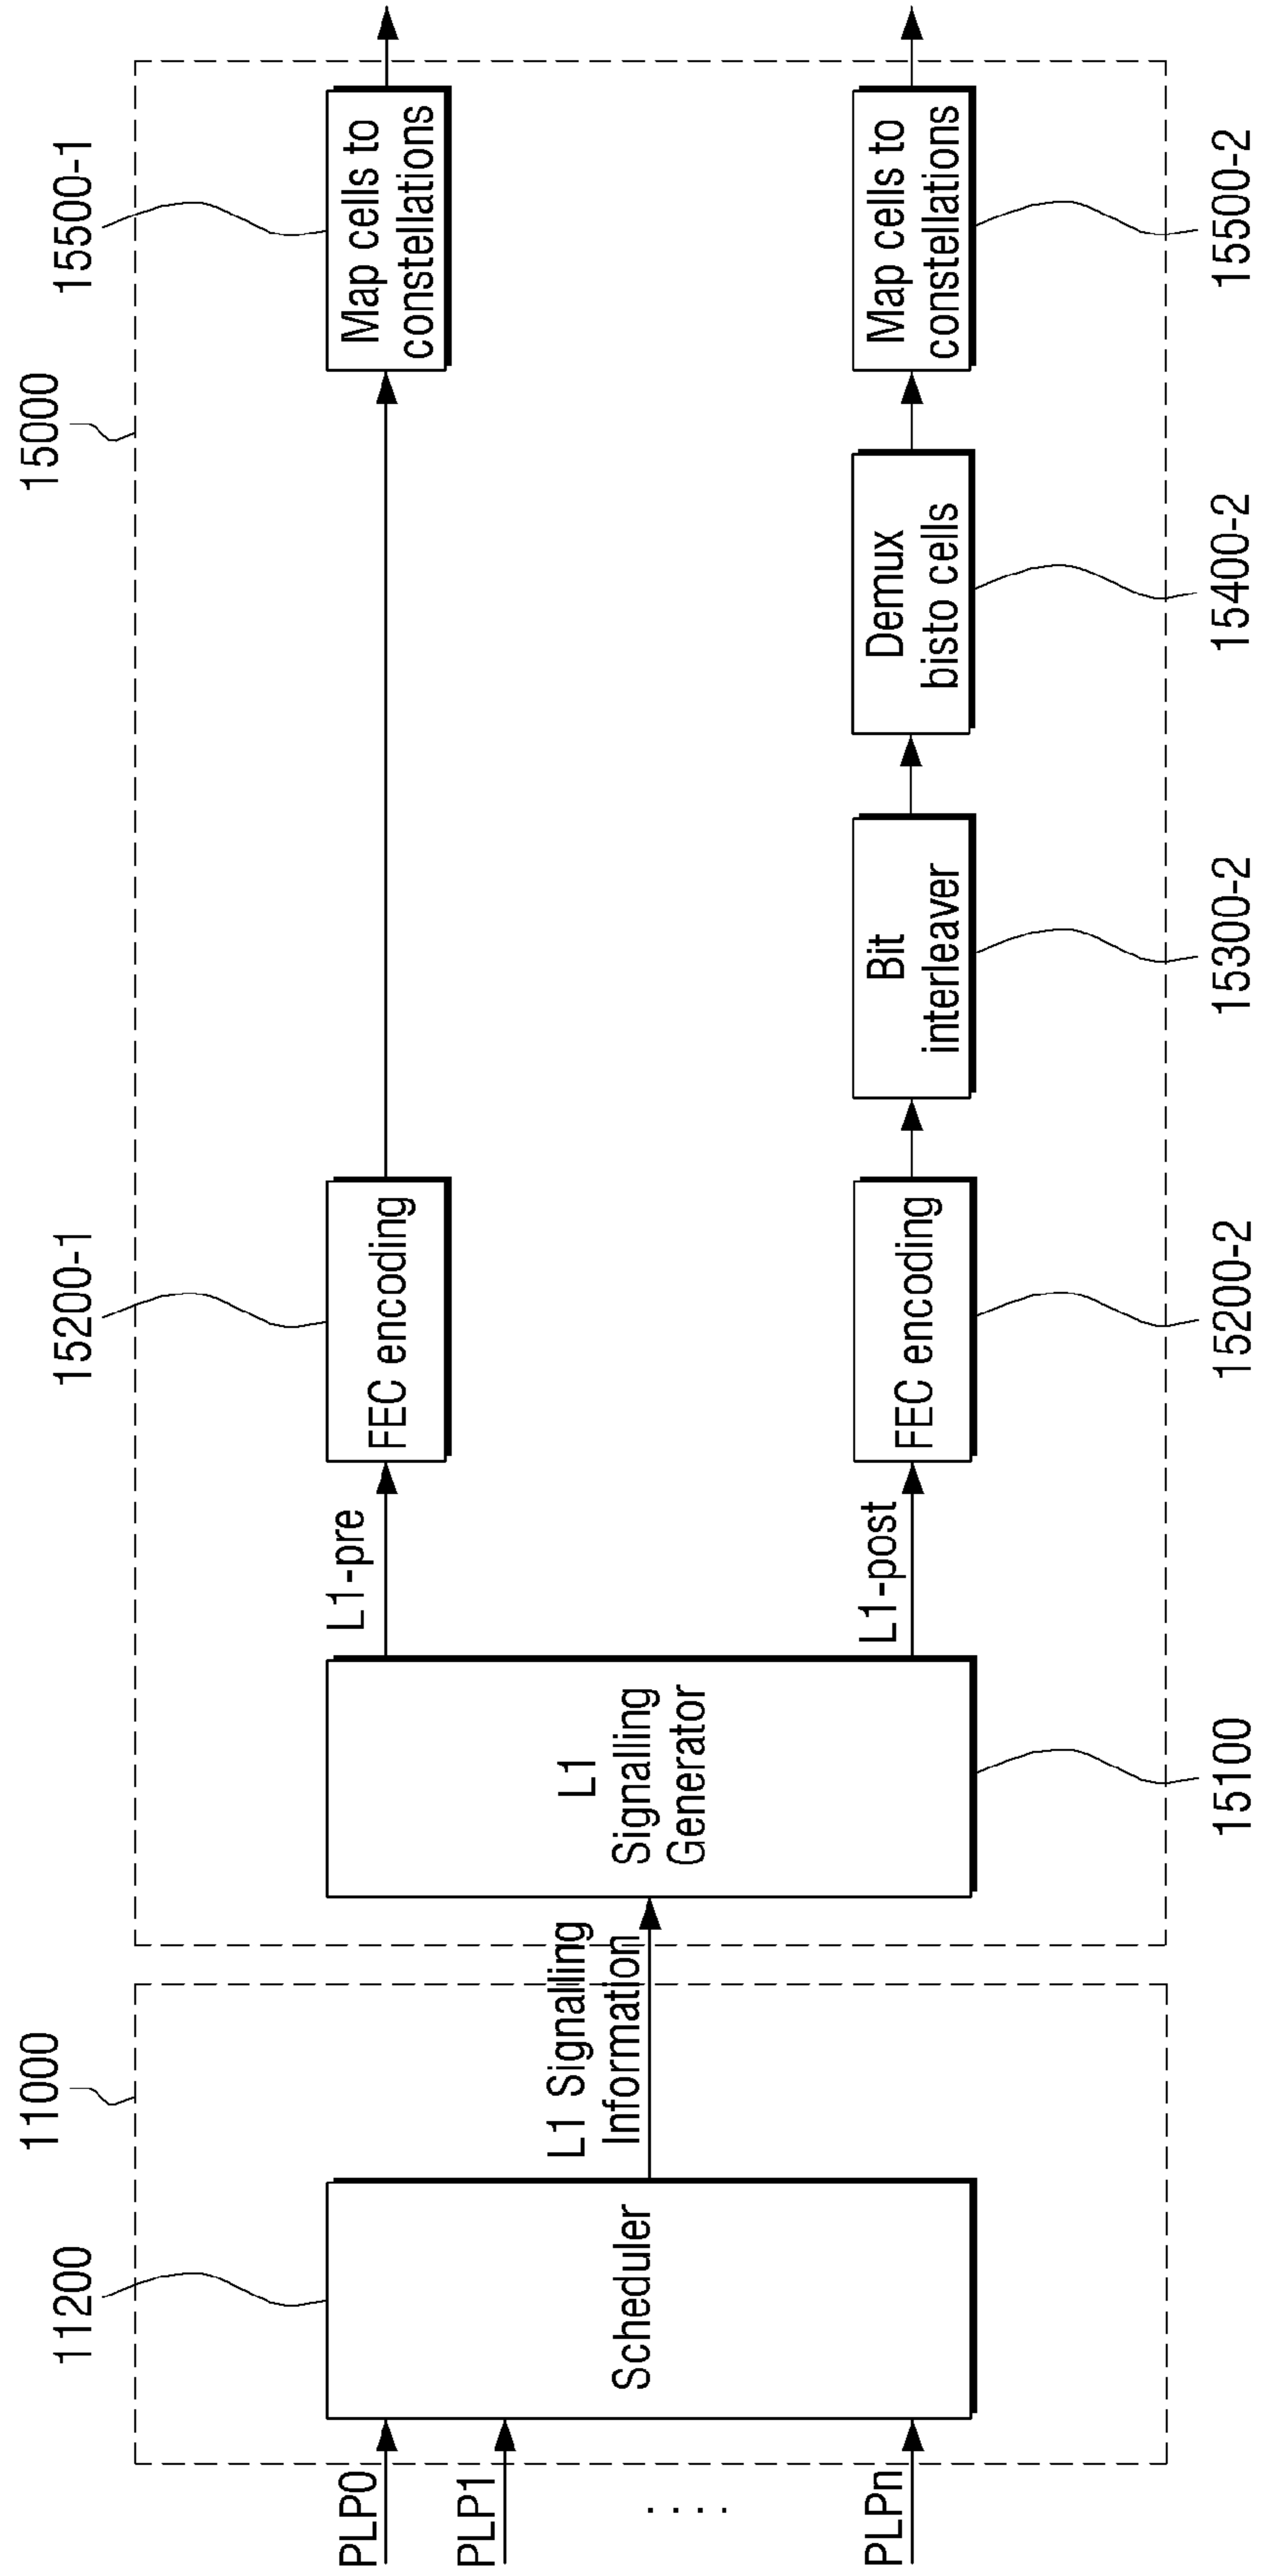 11000
15000
11200
15200-1
15500-1
PLP0
PLP1
. . . .
PLPn
Scheduler
L1 Signalling
Information
L1
Signalling
Generator
L1-pre
FEC encoding
Map cells to
constellations
L1-post
FEC encoding
Bit
interleaver
Demux
bisto cells
Map cells to
constellations
15100
15200-2
15300-2
15400-2
15500-2